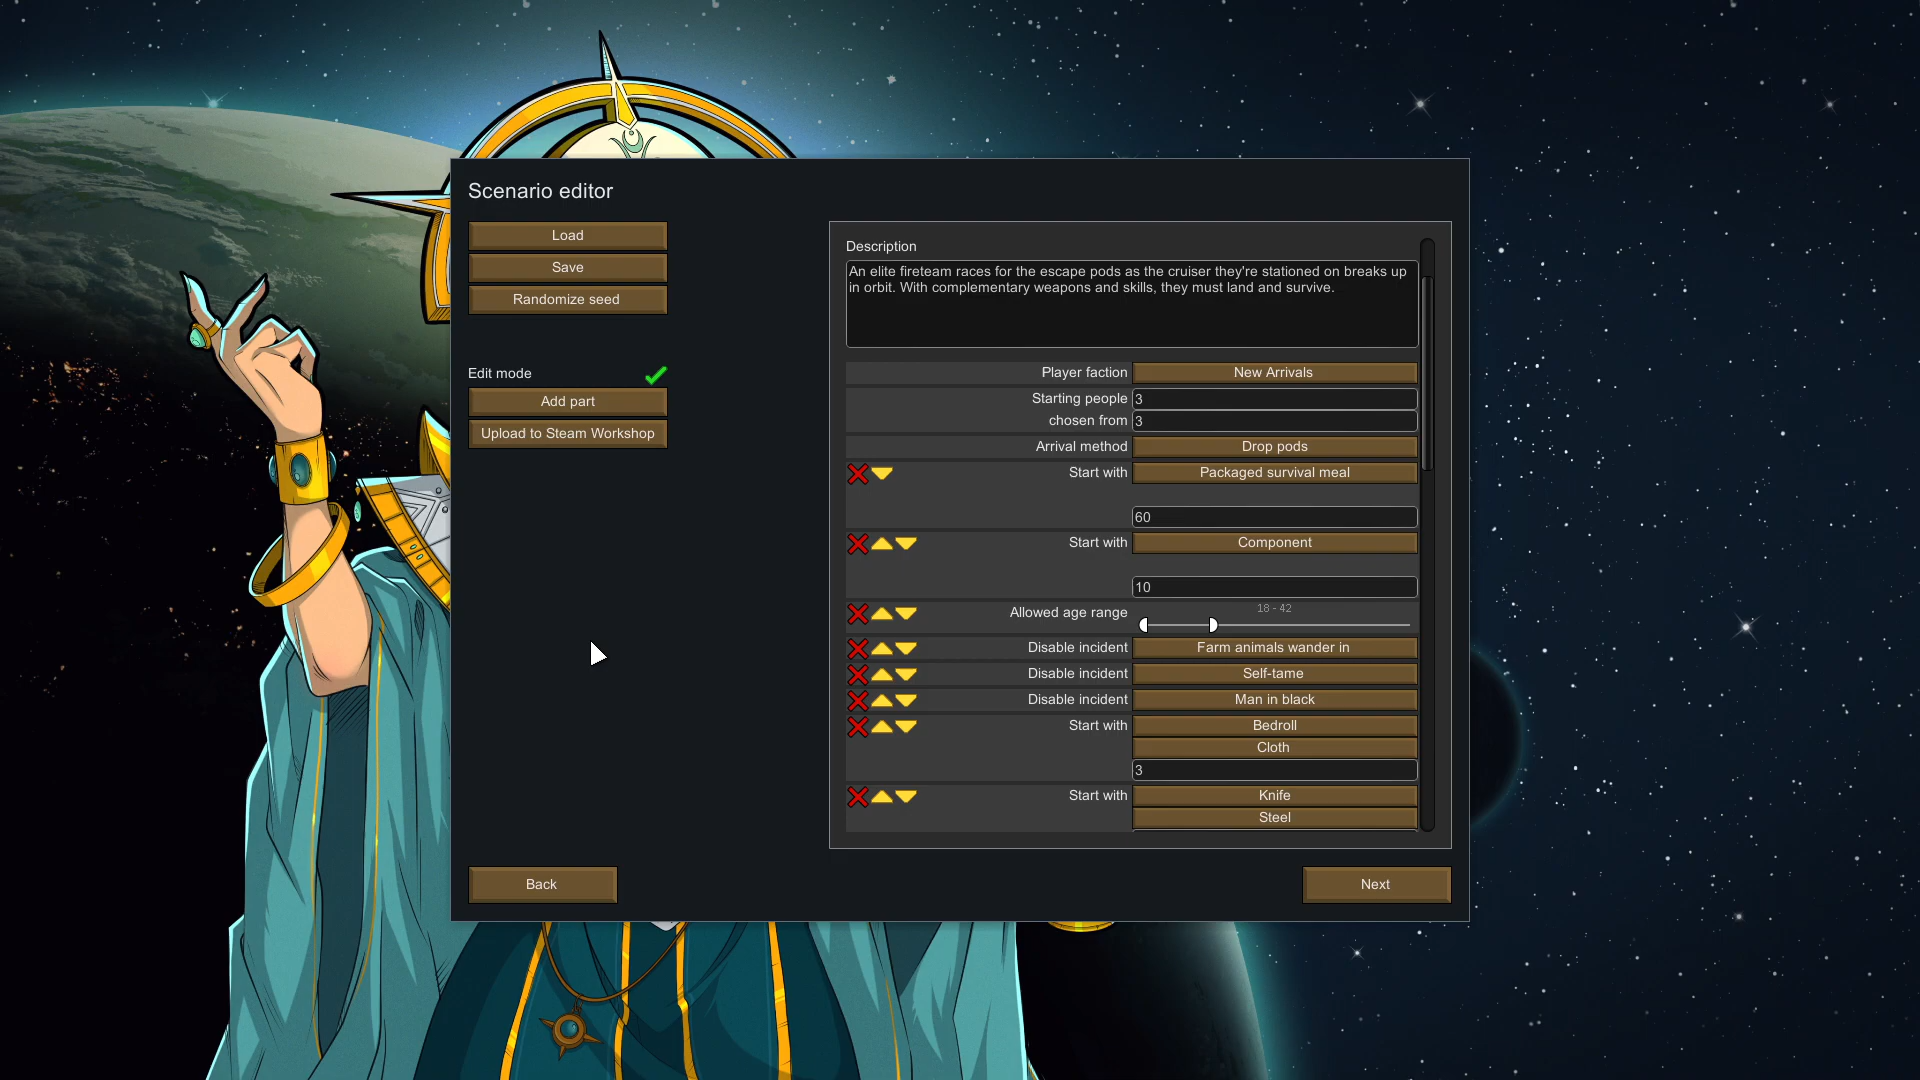 Scenario editor
Load
Save
Randomize seed
Edit mode
Add part
Upload to Steam Workshop
Description
An elite fireteam races for the escape pods as the cruiser they're stationed on breaks up
in orbit. With complementary weapons and skills, they must land and survive.
Player faction New Arrivals
Starting people 3
chosen from 3
Arrival method Drop pods
Start with Packaged survival meal
60
Start with Component
10
Allowed age range 18 - 42
Disable incident Farm animals wander in
Disable incident Self-tame
Disable incident Man in black
Start with Bedroll
Cloth
3
Start with Knife
Steel
Back
Next